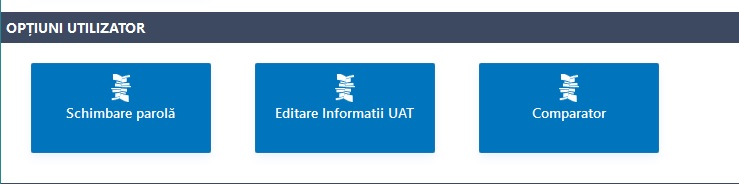 OPȚIUNI UTILIZATOR
Schimbare parolă
Editare Informatii UAT
Comparator